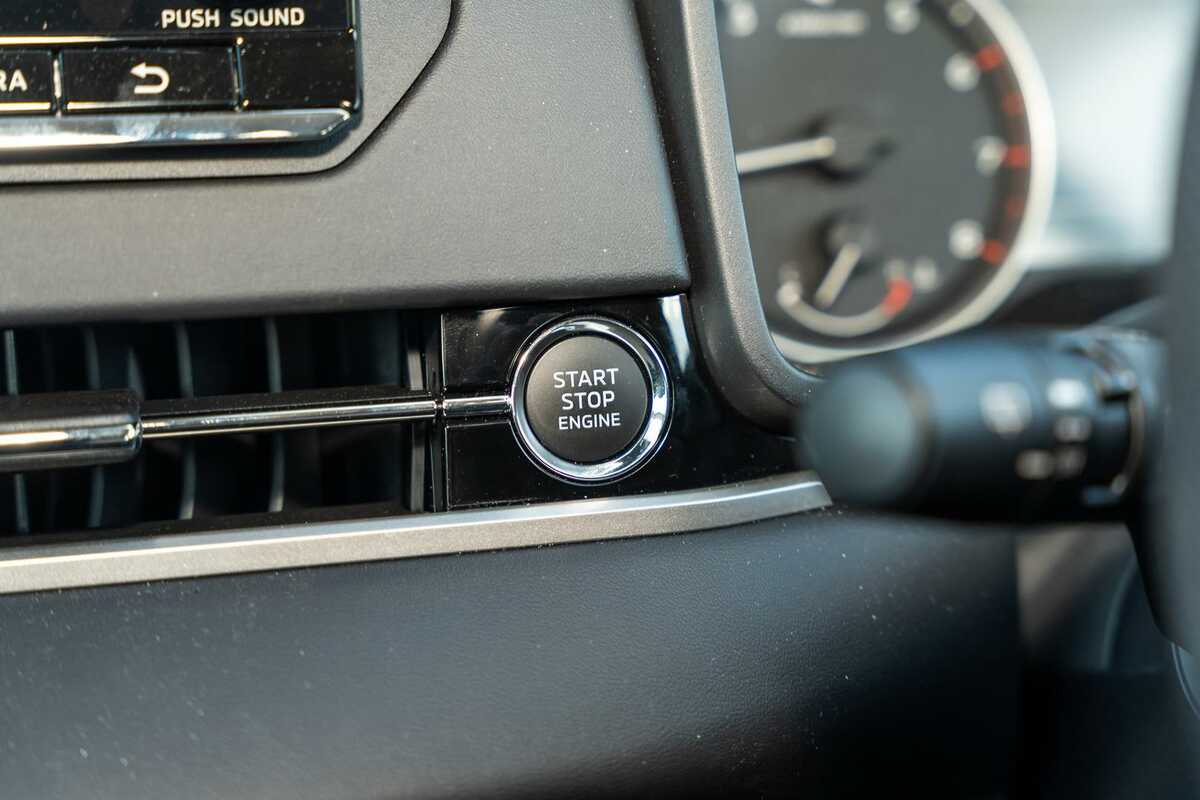 PUSH SOUND
RA
START
STOP
ENGINE